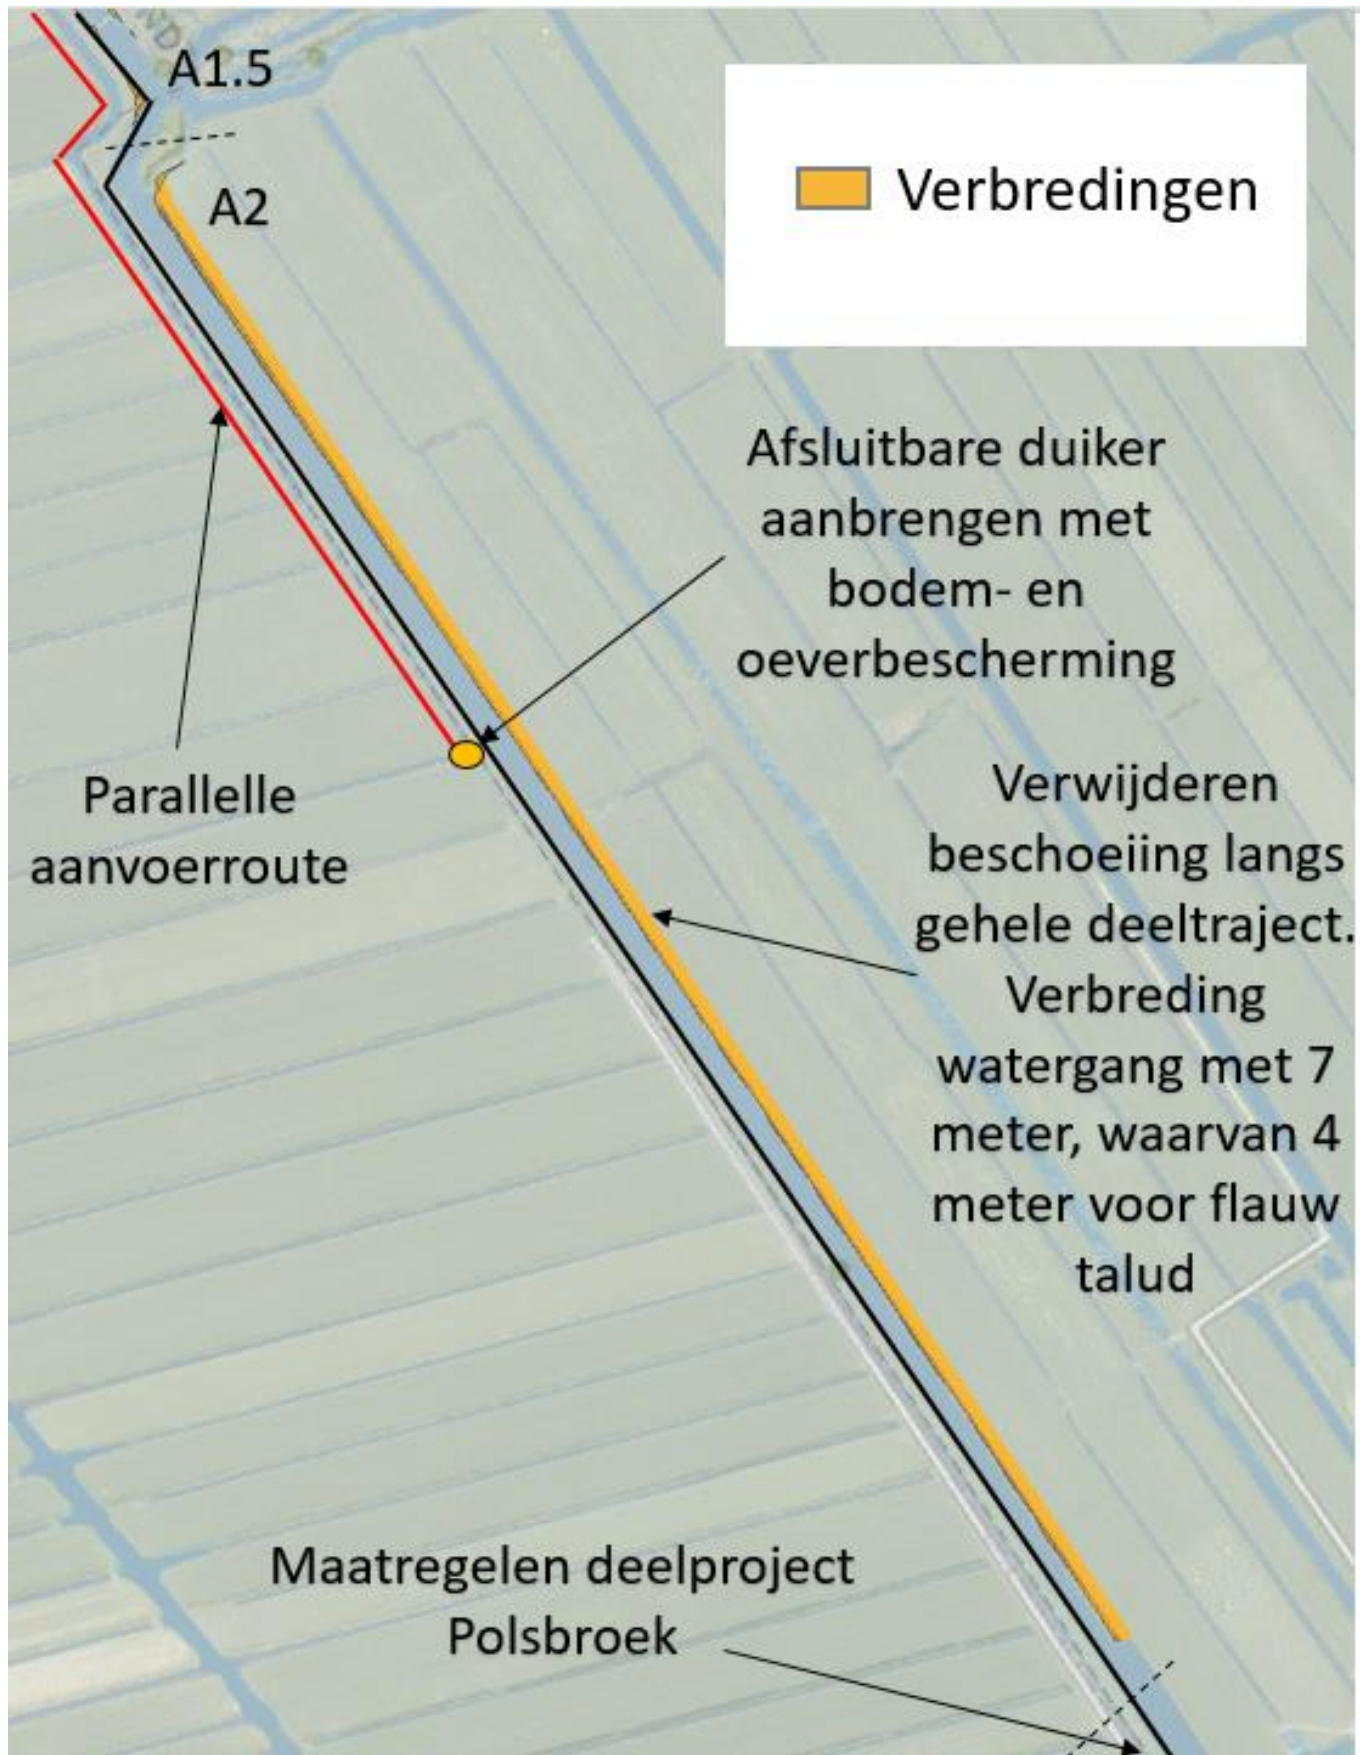 ND
A1.5
A2
Verbredingen
Afsluitbare duiker
aanbrengen met
bodem- en
oeverbescherming
Parallelle
aanvoerroute
Verwijderen
beschoeiing langs
gehele deeltraject.
Verbreding
watergang met 7
meter, waarvan 4
meter voor flauw
talud
Maatregelen deelproject
Polsbroek